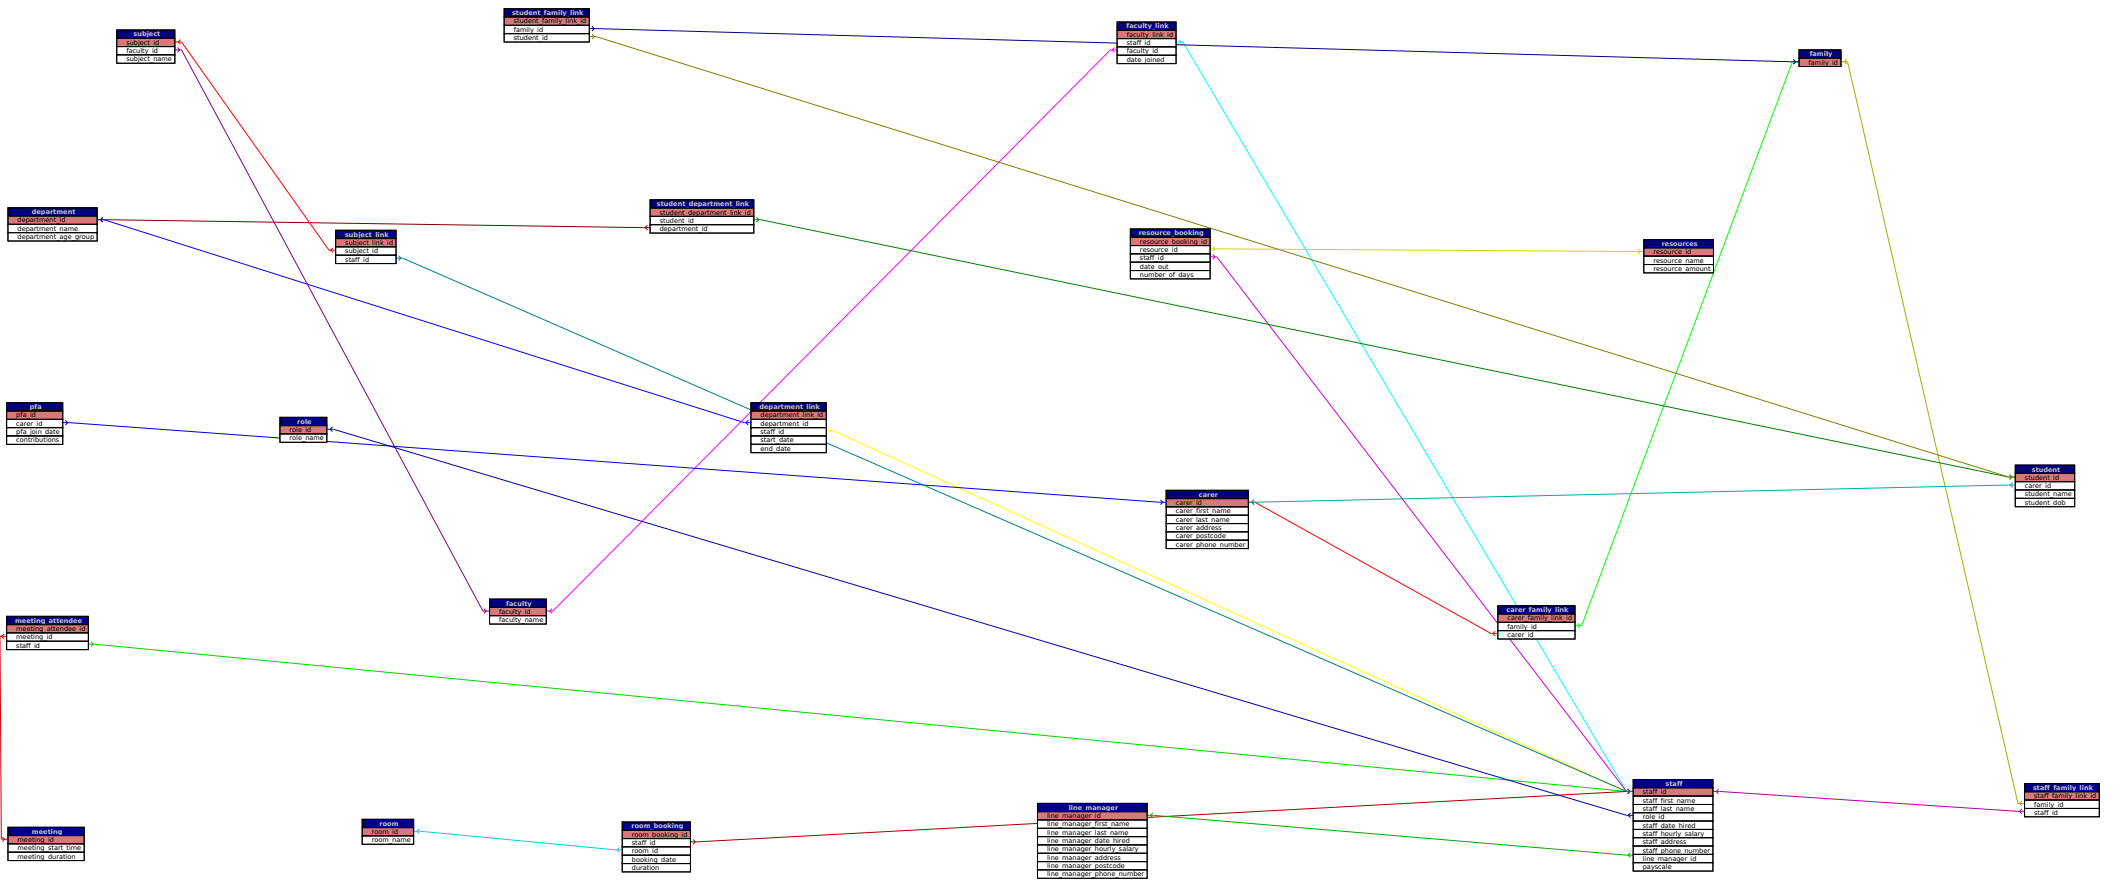 student_family_link
student_family_link_id
family_id
student_id
faculty_link
faculty_link_id
staff_id
faculty_id
date_joined
subject
subject_id
faculty_id
subject_name
family
family_id
student_department_link
student_department_link_id
student_id
department_id
department
department_id
department_name
department_age_group
subject_link
subject_link_id
subject_id
staff_id
resource_booking
resource_booking_id
resource_id
staff_id
date_out
number_of_days
resources
resource_id
resource_name
resource_amount
pfa
pfa_id
carer_id
pfa_join_date
contributions
role
role_id
role_name
department_link
department_link_id
department_id
staff_id
start_date
end_date
student
student_id
carer_id
student_name
student_dob
carer
carer_id
carer_first_name
carer_last_name
carer_address
carer_postcode
carer_phone_number
faculty
faculty_id
faculty_name
carer_family_link
carer_family_link_id
family_id
carer_id
meeting_attendee
meeting_attendee_id
meeting_id
staff_id
staff
staff_id
staff_first_name
staff_last_name
role_id
staff_date_hired
staff_hourly_salary
staff_address
staff_phone_number
line_manager_id
payscale
staff_family_link
staff_family_link_id
family_id
staff_id
line_manager
line_manager_id
line_manager_first_name
line_manager_last_name
line_manager_date_hired
line_manager_hourly_salary
line_manager_address
line_manager_postcode
line_manager_phone_number
meeting
meeting_id
meeting_start_time
meeting_duration
room
room_id
room_name
room_booking
room_booking_id
staff_id
room_id
booking_date
duration